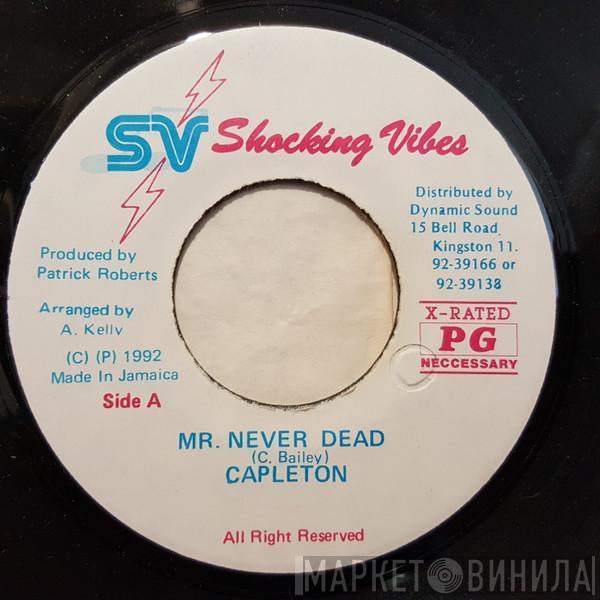 SV Shocking Vibes
Distributed by
Dynamic Sound
15 Bell Road
Kingston 11.
92-39166 or
92-39138
X-RATED
PG
NECCESSARY
Produced by
Patrick Roberts
Arranged by
A. Kelly
(C) (P) 1992
Made In Jamaica
Side A
MR. NEVER DEAD
(C. Bailey)
CAPLETON
All Right Reserved
МАРКЕТ ВИНИЛА